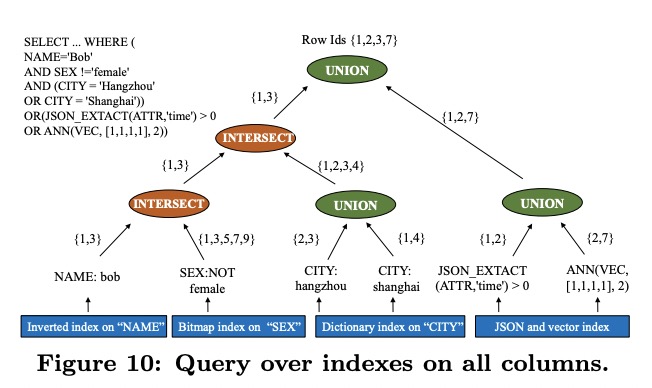 SELECT ... WHERE (
NAME='Bob'
AND SEX !='female'
AND (CITY = 'Hangzhou'
OR CITY = 'Shanghai'))
OR(JSON_EXTACT(ATTR,'time') > 0
OR ANN(VEC, [1,1,1,1], 2))
Row Ids {1,2,3,7}
UNION
{1,3}
{1,2,7}
INTERSECT
{1,3}
{1,2,3,4}
INTERSECT
UNION
UNION
{1,3}
{1,3,5,7,9}
{2,3}
{1,4}
{1,2}
{2,7}
NAME: bob
SEX:NOT
female
CITY:
hangzhou
CITY:
shanghai
JSON_EXTACT
(ATTR,'time') > 0
ANN(VEC,
[1,1,1,1], 2)
Inverted index on “NAME”
Bitmap index on “SEX”
Dictionary index on “CITY”
JSON and vector index
Figure 10: Query over indexes on all columns.